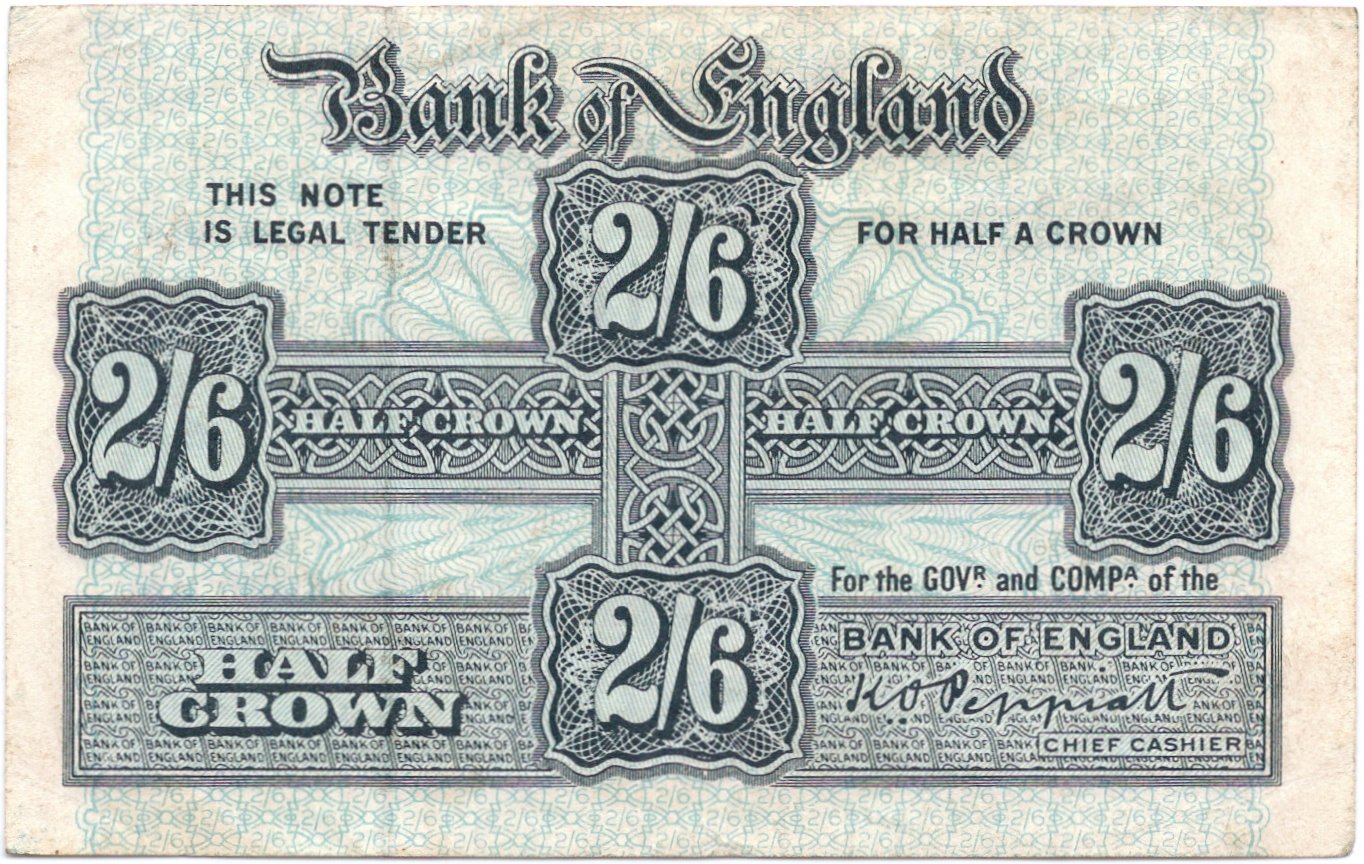 Bank of England
THIS NOTE
IS LEGAL TENDER
FOR HALF A CROWN
2/6
2/6
HALF CROWN
HALF CROWN
2/6
For the GOVR. and COMPA. of the
HALF
CROWN
2/6
BANK OF ENGLAND
K.O. Peppiatt
CHIEF CASHIER